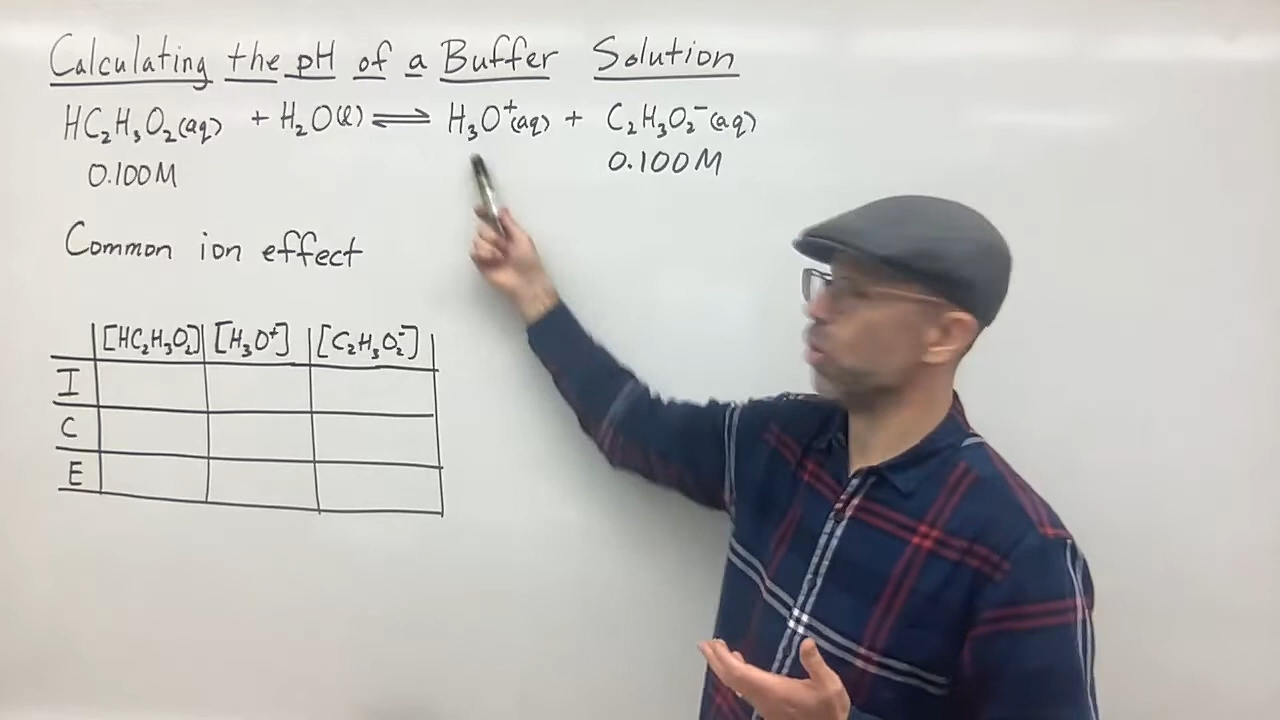 Calculating the pH of a Buffer Solution
HC₂H₃O₂(aq) + H₂O(l) ⇌ H₃O⁺(aq) + C₂H₃O₂⁻(aq)
0.100M 0.100M
Common ion effect
[HC₂H₃O₂] [H₃O⁺] [C₂H₃O₂⁻]
I
C
E